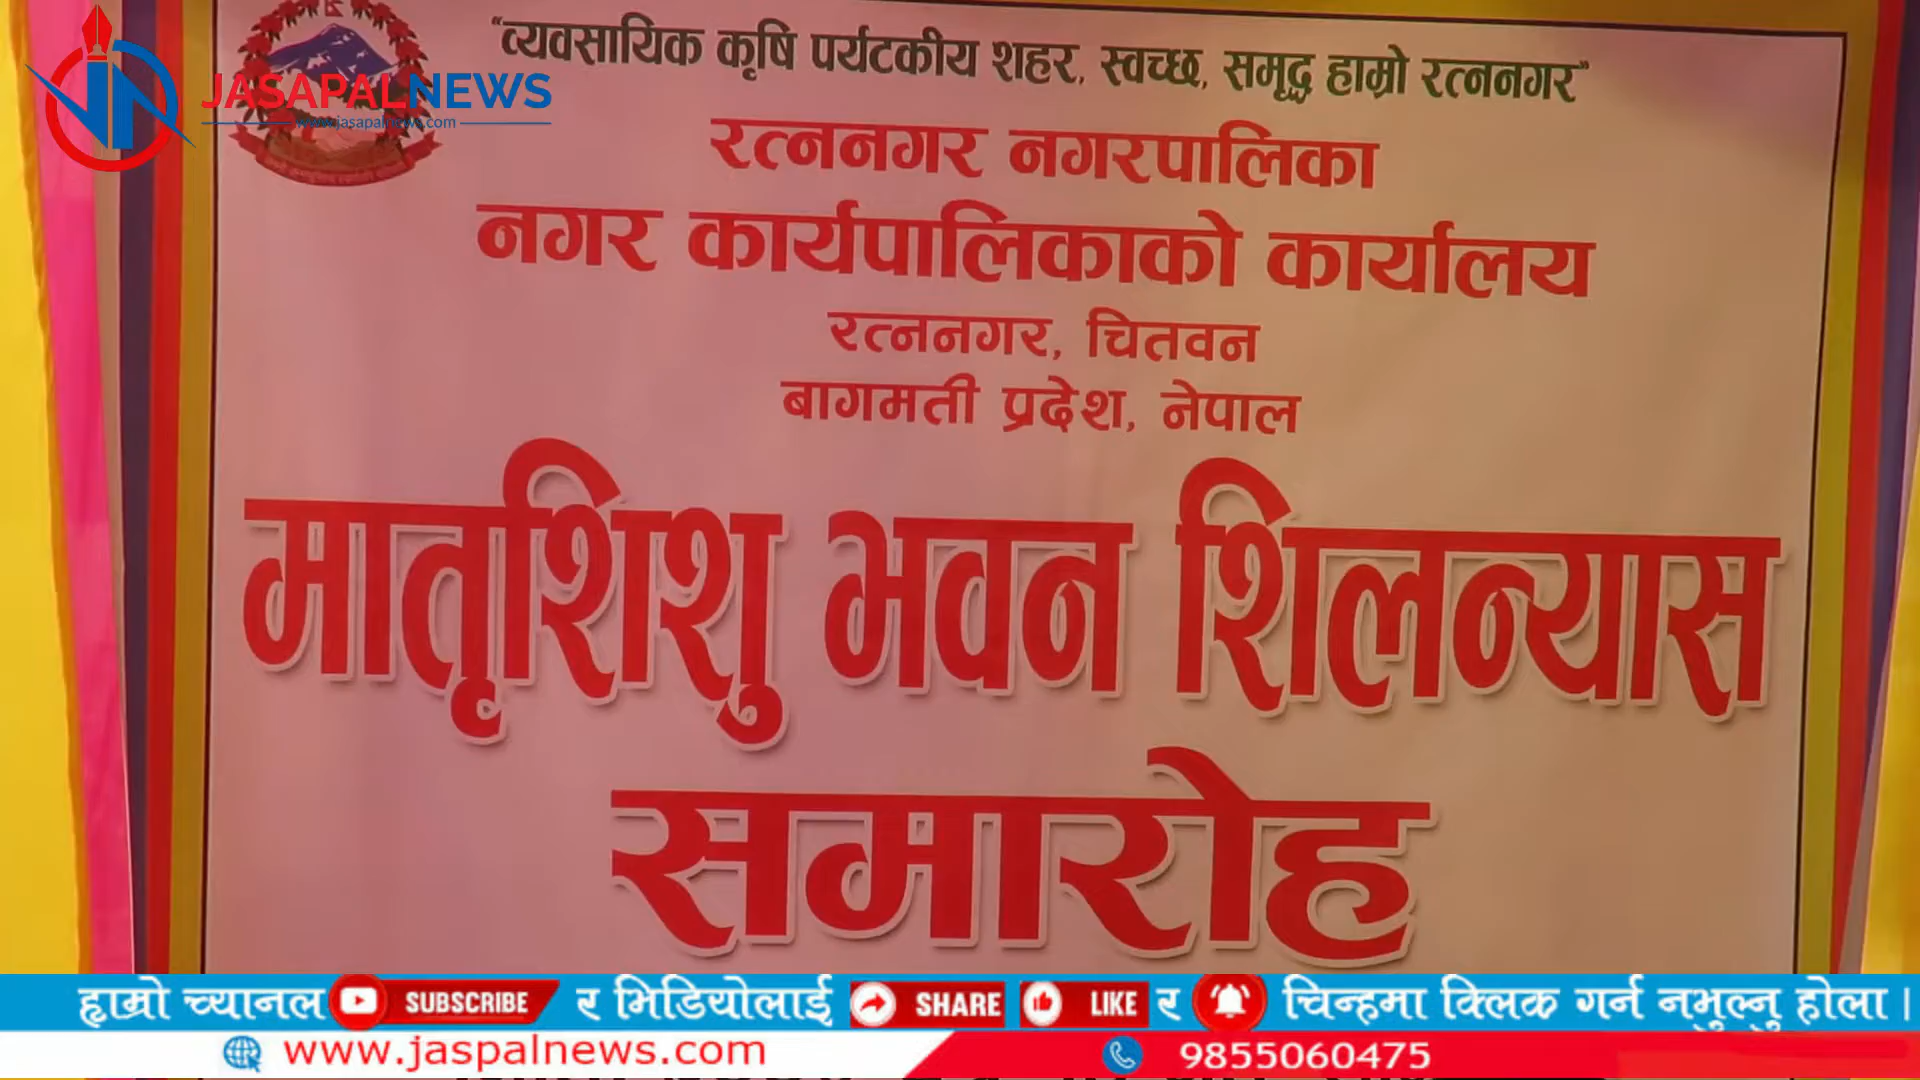 JASAPALNEWS
www.jasapalnews.com
"व्यवसायिक कृषि पर्यटकीय शहर, स्वच्छ, समृद्ध हाम्रो रत्ननगर"
रत्ननगर नगरपालिका
नगर कार्यपालिकाको कार्यालय
रत्ननगर, चितवन
बागमती प्रदेश, नेपाल
मातृशिशु भवन शिलन्यास
समारोह
हाम्रो च्यानल SUBSCRIBE र भिडियोलाई SHARE LIKE र चिन्हमा क्लिक गर्न नभुल्नु होला ।
www.jaspalnews.com 9855060475